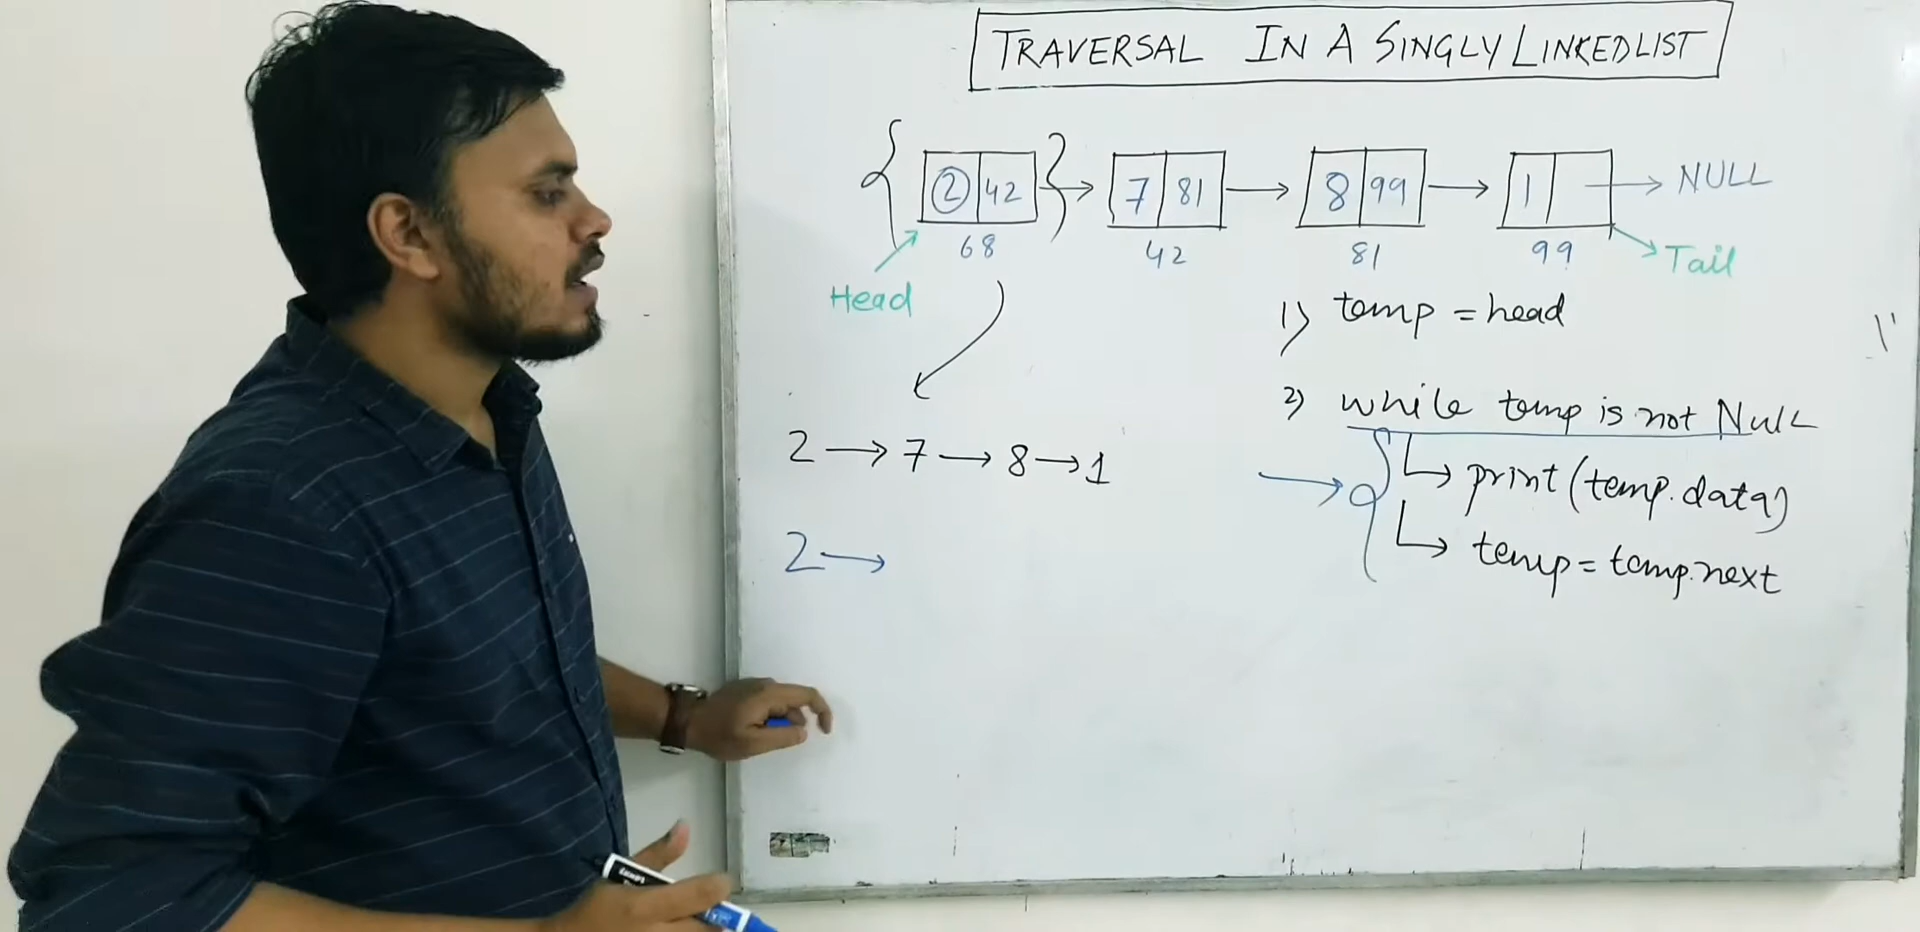 TRAVERSAL IN A SINGLY LINKEDLIST
2 42 → 7 81 → 8 99 → 1 → NULL
68 42 81 99
Head Tail
1) temp = head
2) while temp is not NULL
↳ print (temp.data)
↳ temp = temp.next
2 → 7 → 8 → 1
2 →